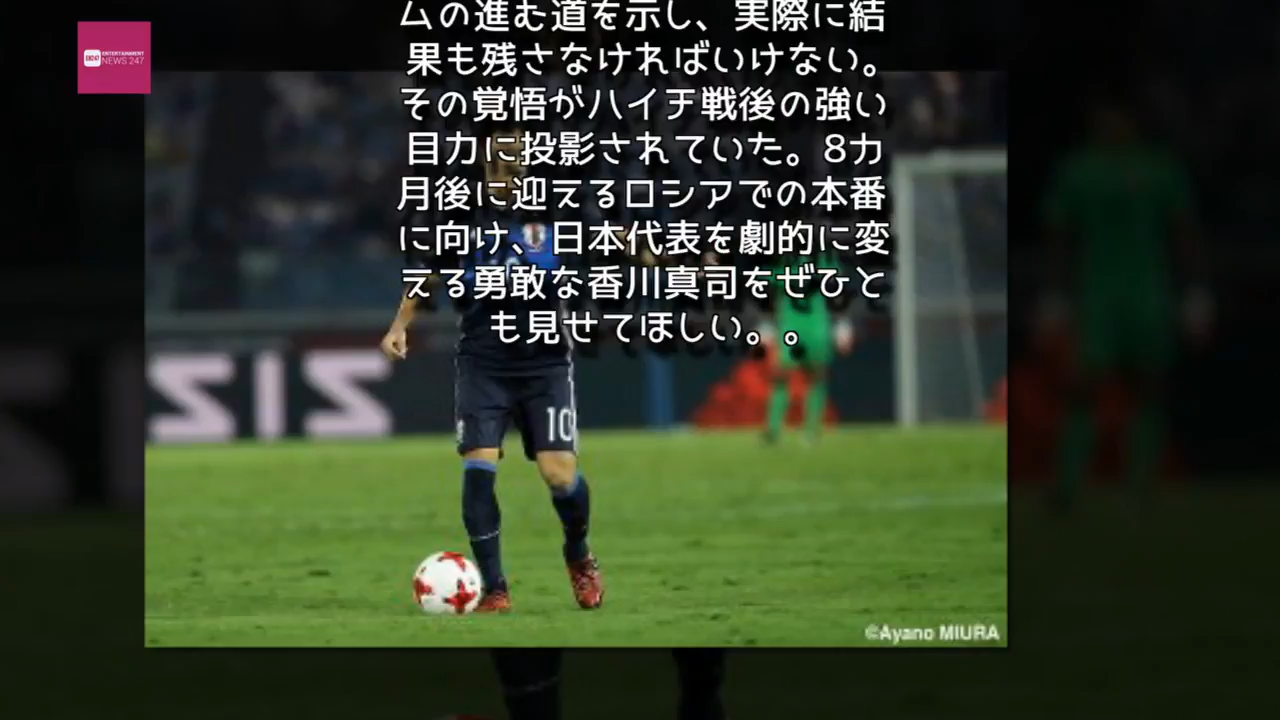 ENTERTAINMENT
NEWS 247
ムの進む道を示し、実際に結
果も残さなければいけない。
その覚悟がハイチ戦後の強い
目力に投影されていた。8カ
月後に迎えるロシアでの本番
に向け、日本代表を劇的に変
える勇敢な香川真司をぜひと
も見せてほしい。。
10
©Ayano MIURA